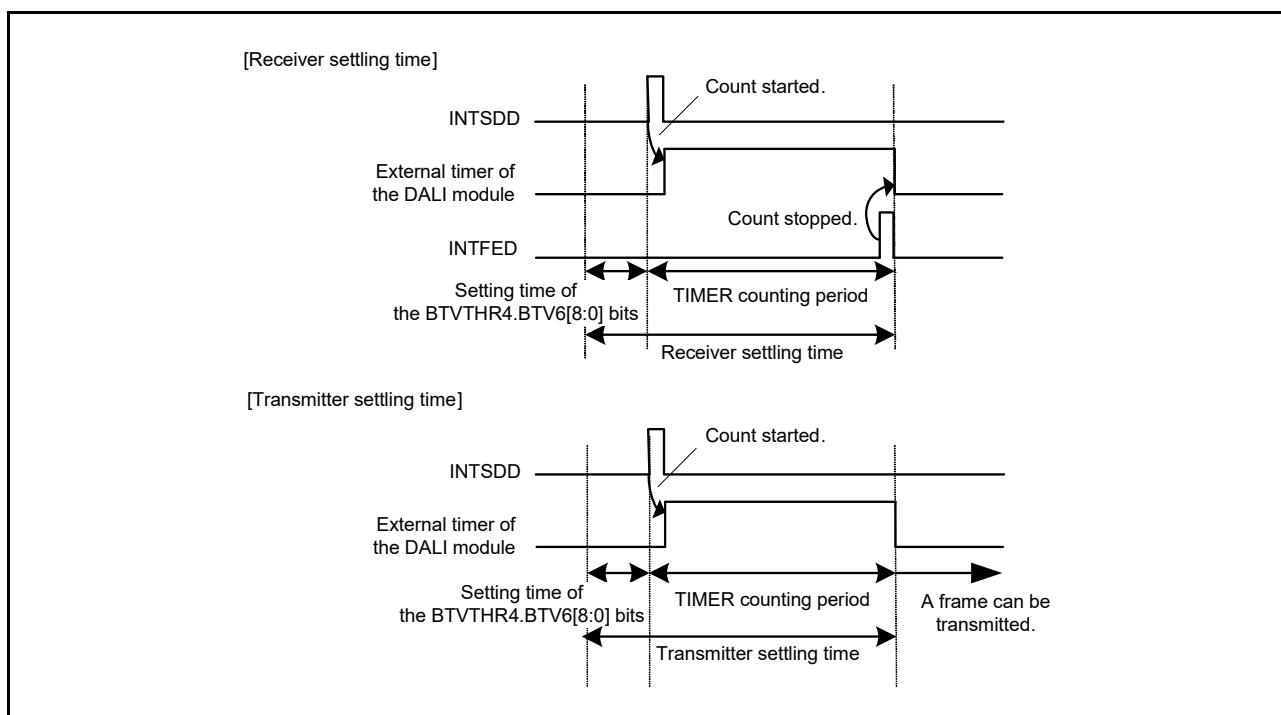 [Receiver settling time]
Count started.
INTSDD
External timer of
the DALI module
Count stopped.
INTFED
Setting time of
the BTVTHR4.BTV6[8:0] bits
TIMER counting period
Receiver settling time
[Transmitter settling time]
Count started.
INTSDD
External timer of
the DALI module
Setting time of
the BTVTHR4.BTV6[8:0] bits
TIMER counting period
A frame can be
transmitted.
Transmitter settling time